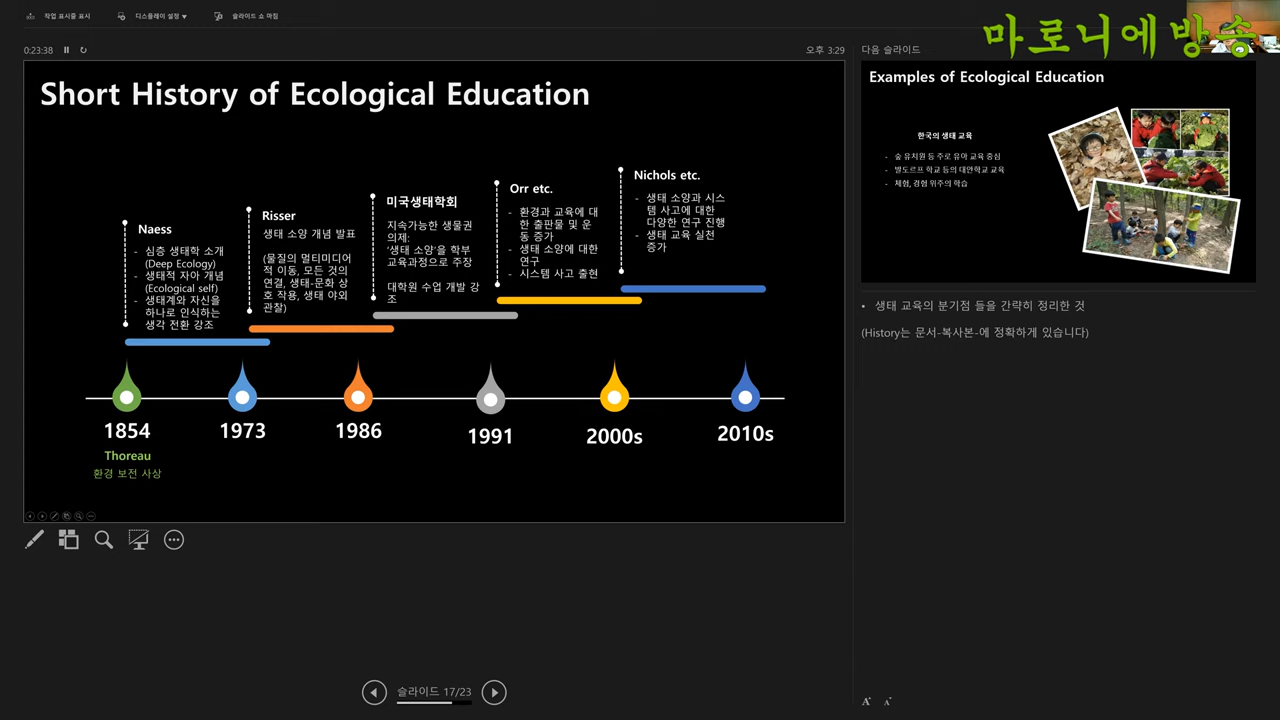 작업 표시줄 표시
디스플레이 설정 ▼
슬라이드 쇼 마침
마로니에방송
0:23:38
오후 3:29
다음 슬라이드
Short History of Ecological Education
Naess
- 심층 생태학 소개
(Deep Ecology)
- 생태적 자아 개념
(Ecological self)
- 생태계와 자신을
하나로 인식하는
생각 전환 강조
Risser
생태 소양 개념 발표
(물질의 멀티미디어
적 이동, 모든 것의
연결, 생태-문화 상
호 작용, 생태 야외
관찰)
미국생태학회
지속가능한 생물권
의제:
'생태 소양'을 학부
교육과정으로 주장
대학원 수업 개발 강
조
Orr etc.
- 환경과 교육에 대
한 출판물 및 운
동 증가
- 생태 소양에 대한
연구
- 시스템 사고 출현
Nichols etc.
- 생태 소양과 시스
템 사고에 대한
다양한 연구 진행
- 생태 교육 실천
증가
1854
1973
1986
1991
2000s
2010s
Thoreau
환경 보전 사상
슬라이드 17/23
Examples of Ecological Education
한국의 생태 교육
- 숲 유치원 등 주로 유아 교육 중심
- 발도르프 학교 등의 대안학교 교육
- 체험, 경험 위주의 학습
• 생태 교육의 분기점 들을 간략히 정리한 것
(History는 문서-복사본-에 정확하게 있습니다)
A A